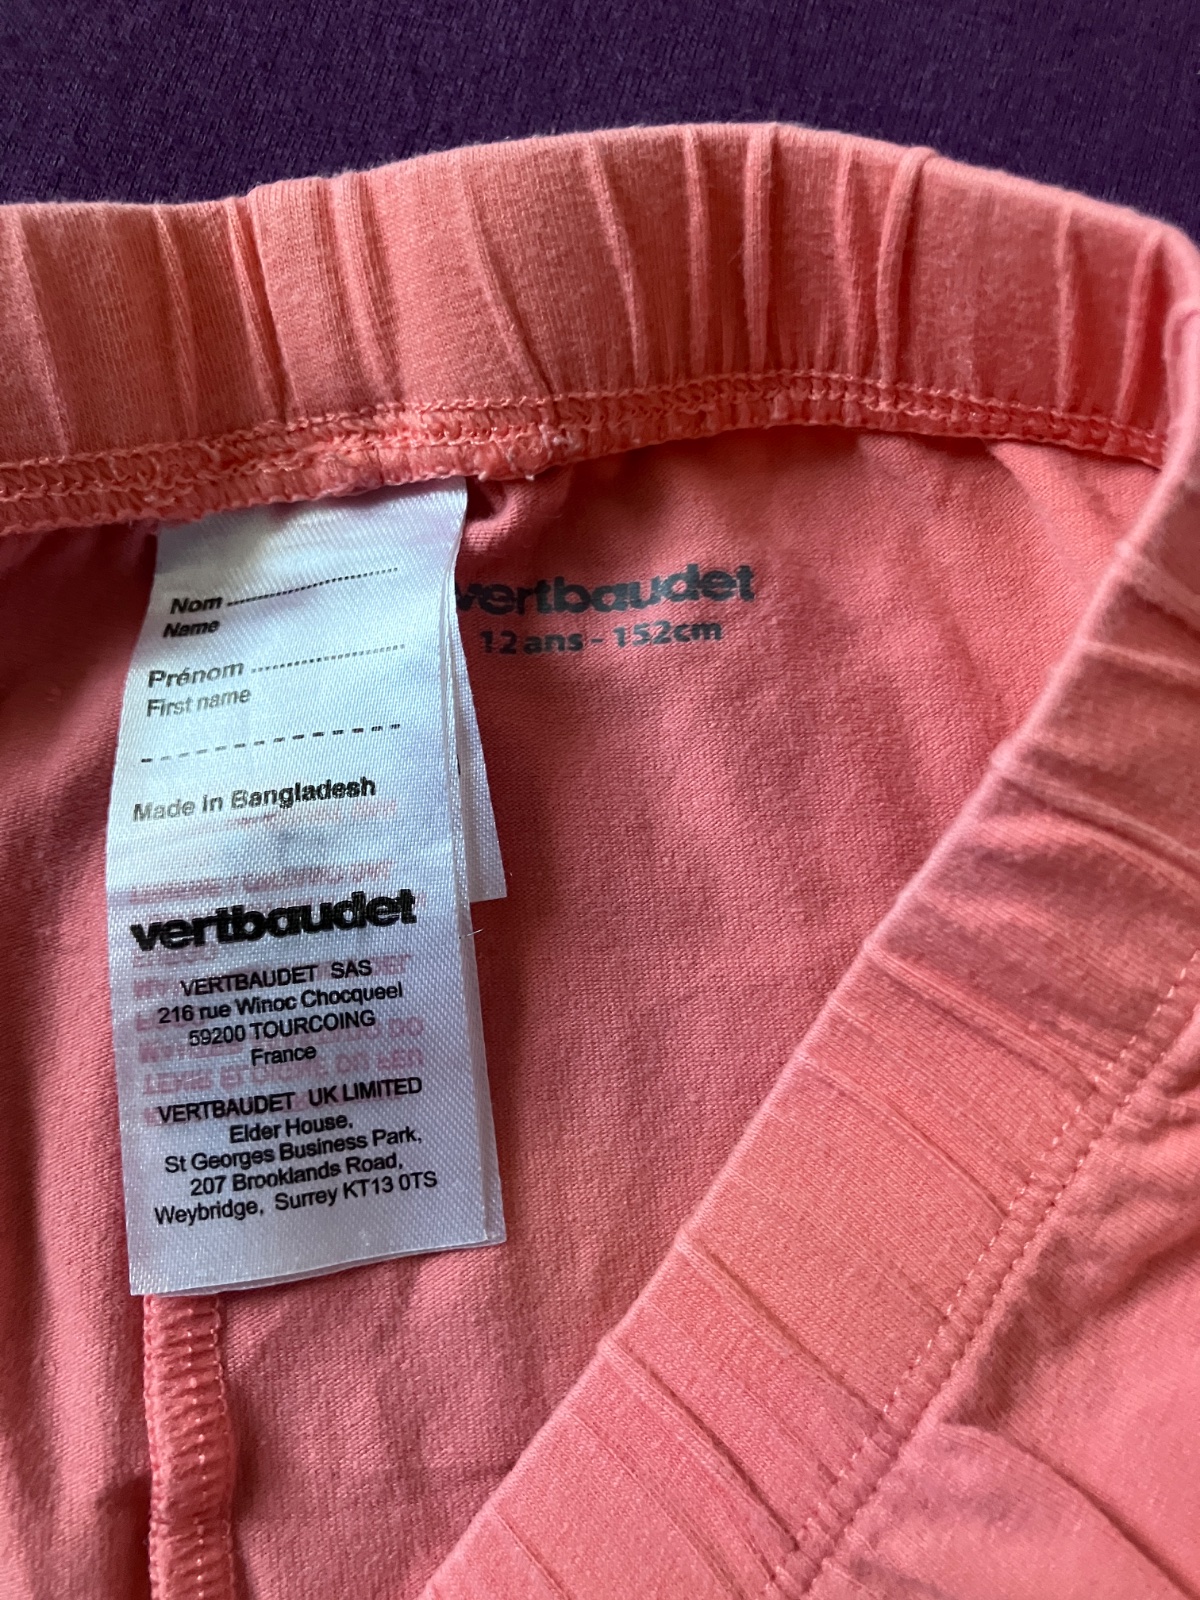 Nom
Name
Prénom
First name
Made in Bangladesh
vertbaudet
VERTBAUDET SAS
216 rue Winoc Chocqueel
59200 TOURCOING
France
VERTBAUDET UK LIMITED
Elder House,
St Georges Business Park,
207 Brooklands Road,
Weybridge, Surrey KT13 0TS
vertbaudet
12 ans - 152cm